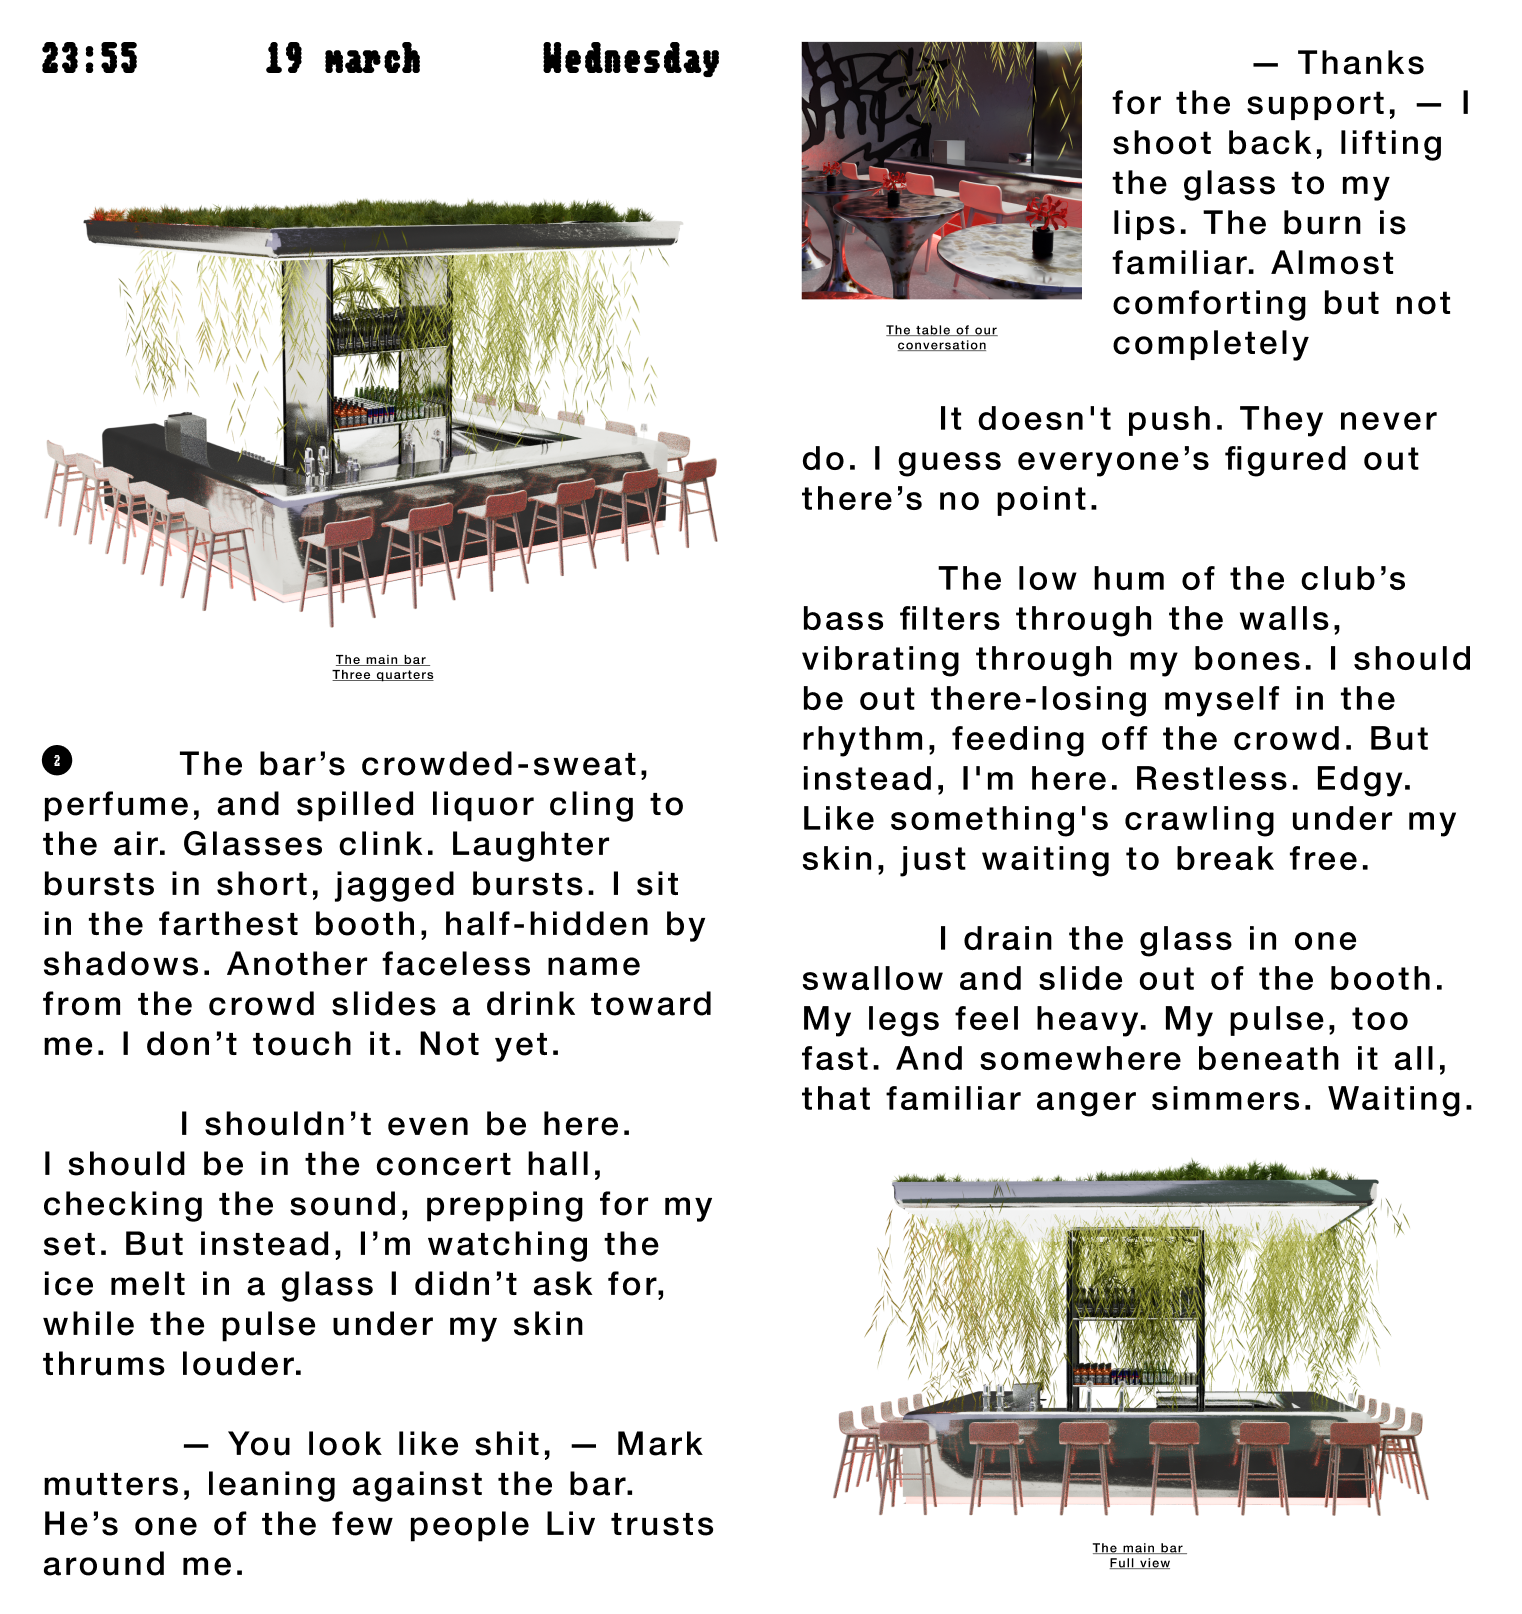 23:55 19 march Wednesday
The main bar
Three quarters
2
The bar’s crowded-sweat,
perfume, and spilled liquor cling to
the air. Glasses clink. Laughter
bursts in short, jagged bursts. I sit
in the farthest booth, half-hidden by
shadows. Another faceless name
from the crowd slides a drink toward
me. I don’t touch it. Not yet.
I shouldn’t even be here.
I should be in the concert hall,
checking the sound, prepping for my
set. But instead, I’m watching the
ice melt in a glass I didn’t ask for,
while the pulse under my skin
thrums louder.
— You look like shit, — Mark
mutters, leaning against the bar.
He’s one of the few people Liv trusts
around me.
The table of our
conversation
— Thanks
for the support, — I
shoot back, lifting
the glass to my
lips. The burn is
familiar. Almost
comforting but not
completely
It doesn't push. They never
do. I guess everyone’s figured out
there’s no point.
The low hum of the club’s
bass filters through the walls,
vibrating through my bones. I should
be out there-losing myself in the
rhythm, feeding off the crowd. But
instead, I'm here. Restless. Edgy.
Like something's crawling under my
skin, just waiting to break free.
I drain the glass in one
swallow and slide out of the booth.
My legs feel heavy. My pulse, too
fast. And somewhere beneath it all,
that familiar anger simmers. Waiting.
The main bar
Full view